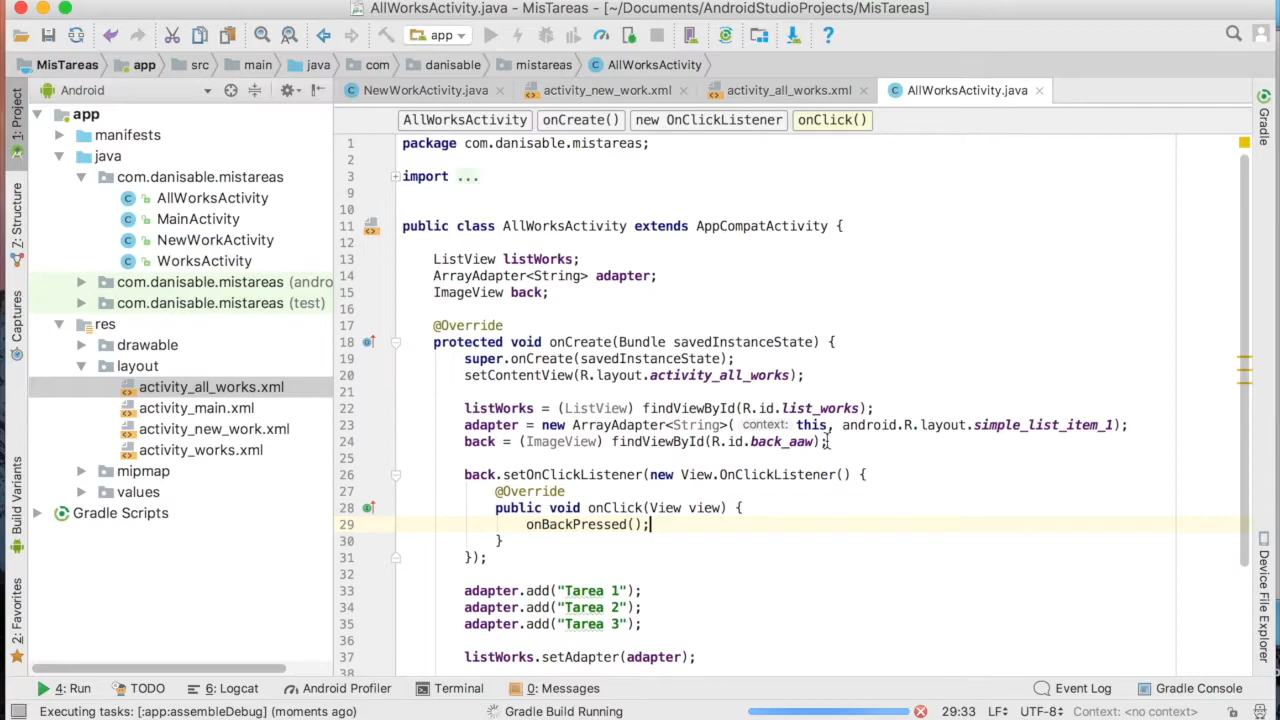 AllWorksActivity.java - MisTareas - [~/Documents/AndroidStudioProjects/MisTareas]
app
MisTareas app src main java com danisable mistareas AllWorksActivity
Android
NewWorkActivity.java activity_new_work.xml activity_all_works.xml AllWorksActivity.java
AllWorksActivity onCreate() new OnClickListener onClick()
1: Project
Z: Structure
Captures
Build Variants
2: Favorites
app
manifests
java
com.danisable.mistareas
AllWorksActivity
MainActivity
NewWorkActivity
WorksActivity
com.danisable.mistareas (andro
com.danisable.mistareas (test)
res
drawable
layout
activity_all_works.xml
activity_main.xml
activity_new_work.xml
activity_works.xml
mipmap
values
Gradle Scripts
1 package com.danisable.mistareas;
2
3 import ...
9
10
11 public class AllWorksActivity extends AppCompatActivity {
12
13 ListView listWorks;
14 ArrayAdapter<String> adapter;
15 ImageView back;
16
17 @Override
18 protected void onCreate(Bundle savedInstanceState) {
19 super.onCreate(savedInstanceState);
20 setContentView(R.layout.activity_all_works);
21
22 listWorks = (ListView) findViewById(R.id.list_works);
23 adapter = new ArrayAdapter<String>( context: this, android.R.layout.simple_list_item_1);
24 back = (ImageView) findViewById(R.id.back_aaw);
25
26 back.setOnClickListener(new View.OnClickListener() {
27 @Override
28 public void onClick(View view) {
29 onBackPressed();
30 }
31 });
32
33 adapter.add("Tarea 1");
34 adapter.add("Tarea 2");
35 adapter.add("Tarea 3");
36
37 listWorks.setAdapter(adapter);
38
Gradle
Device File Explorer
4: Run TODO 6: Logcat Android Profiler Terminal 0: Messages Event Log Gradle Console
Executing tasks: [:app:assembleDebug] (moments ago) Gradle Build Running 29:33 LF÷ UTF-8÷ Context: <no context>